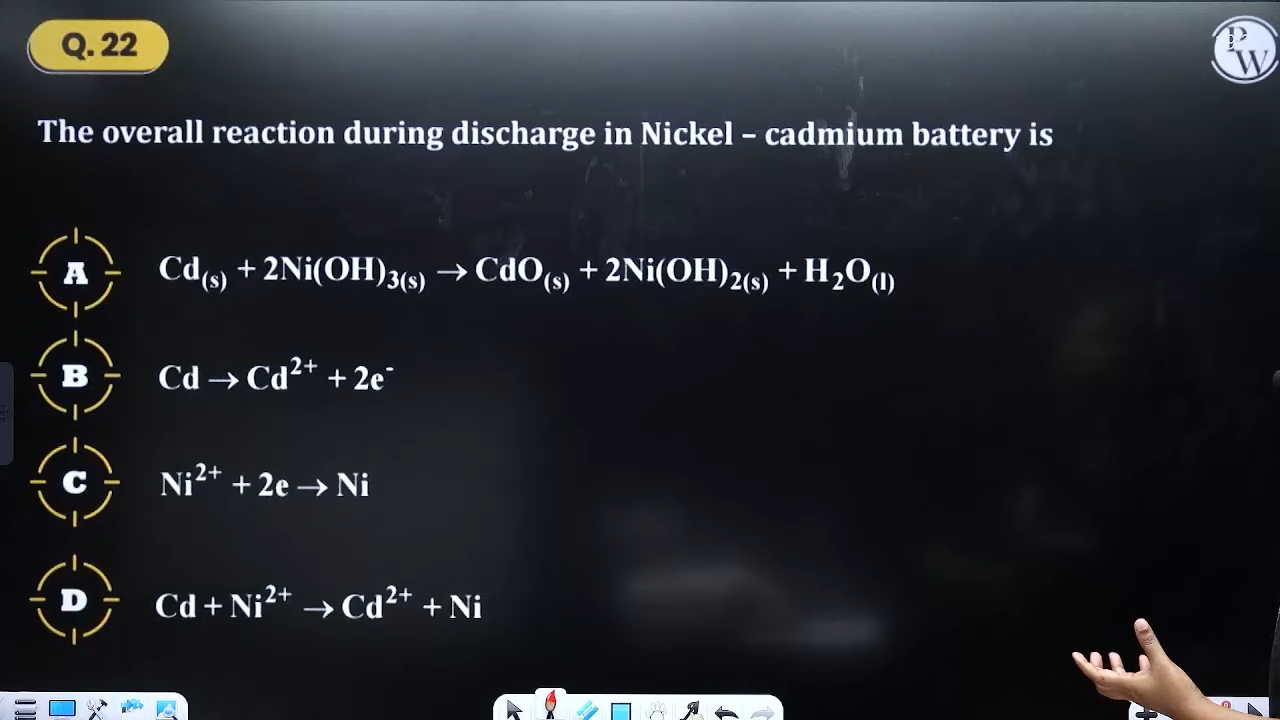 Q. 22
PW
The overall reaction during discharge in Nickel – cadmium battery is
A Cd(s) + 2Ni(OH)3(s) → CdO(s) + 2Ni(OH)2(s) + H2O(l)
B Cd → Cd²⁺ + 2e⁻
C Ni²⁺ + 2e → Ni
D Cd + Ni²⁺ → Cd²⁺ + Ni